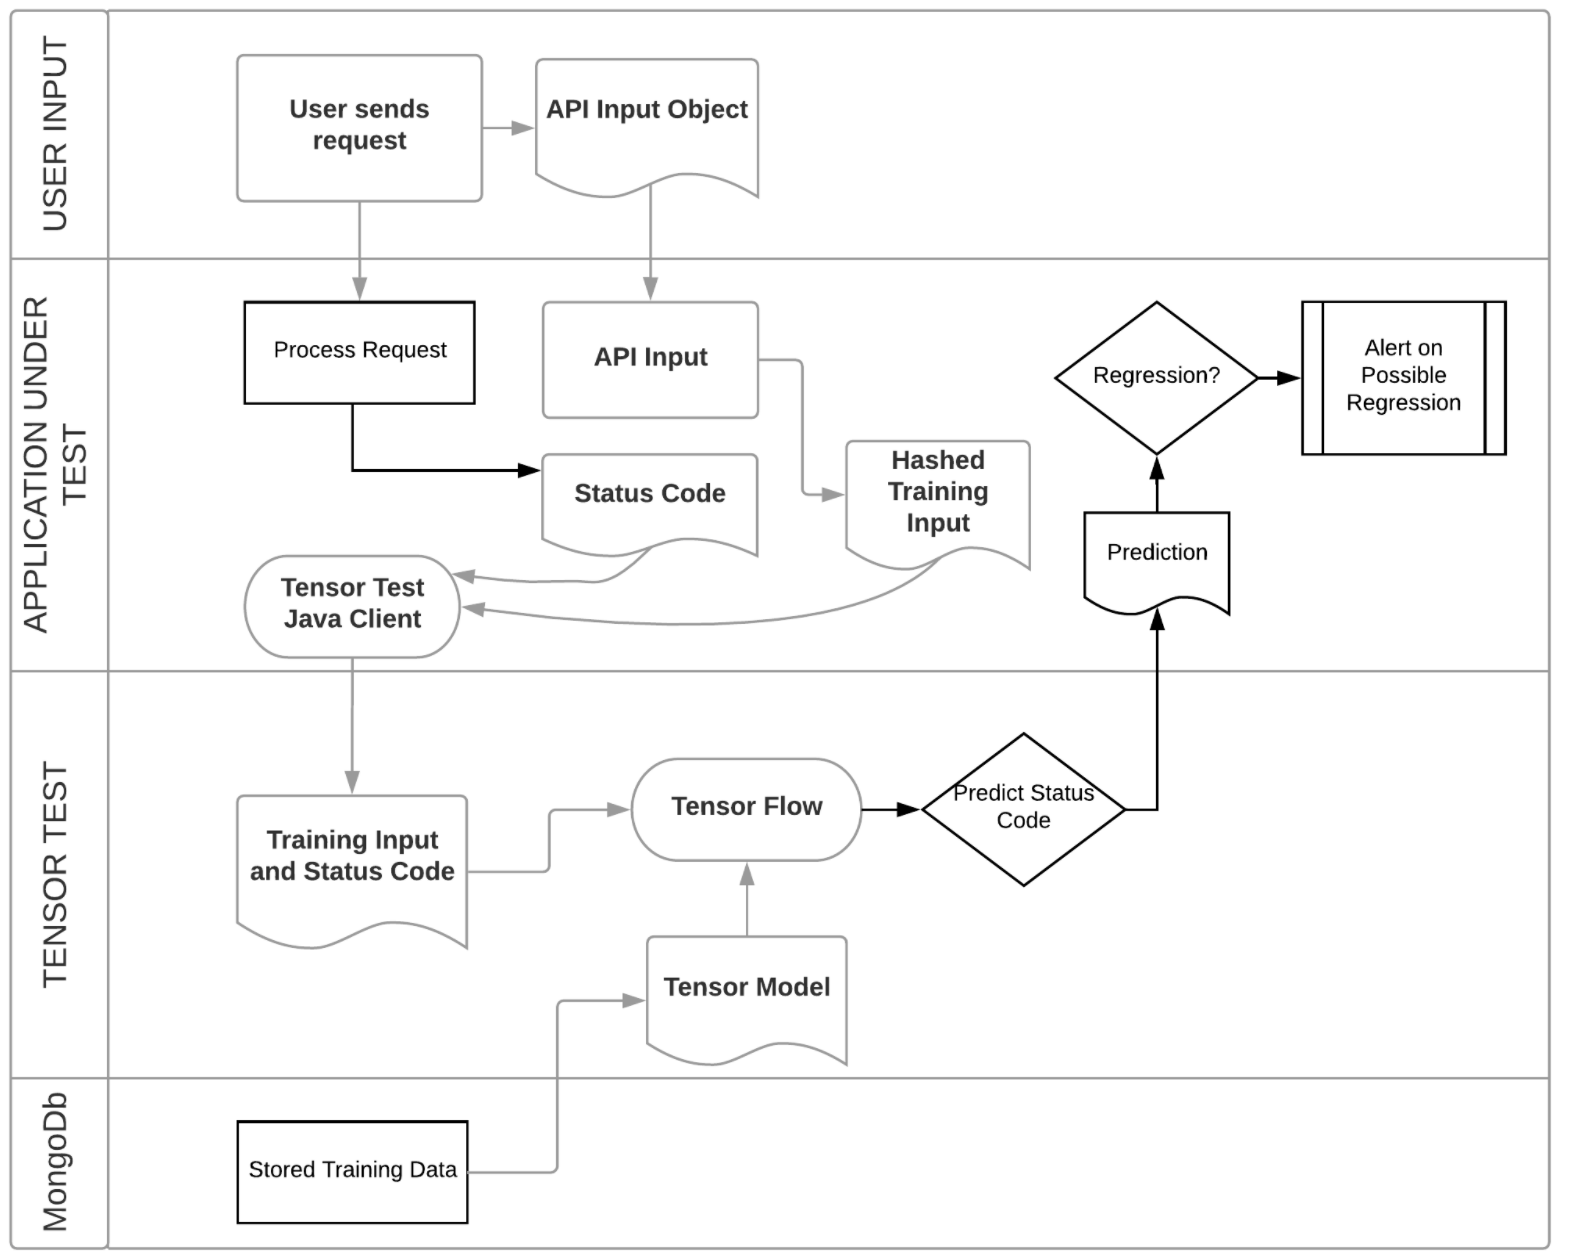 USER INPUT
User sends
request
API Input Object
APPLICATION UNDER
TEST
Process Request
API Input
Regression?
Alert on
Possible
Regression
Status Code
Hashed
Training
Input
Prediction
Tensor Test
Java Client
TENSOR TEST
Training Input
and Status Code
Tensor Flow
Predict Status
Code
Tensor Model
MongoDb
Stored Training Data